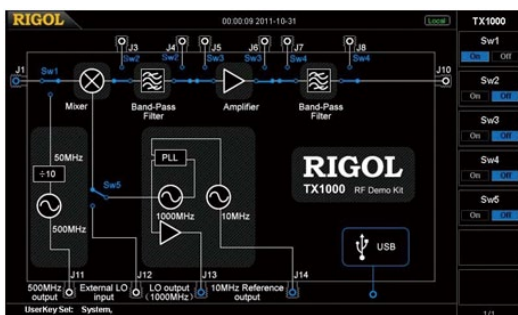 RIGOL 00:00:09 2011-10-31 Local TX1000
Sw1
On Off
Sw2
On Off
Sw3
On Off
Sw4
On Off
Sw5
On Off
1/1
J1 Sw1 J3 Sw2 J4 Sw2 J5 Sw3 J6 Sw3 J7 Sw4 J8 Sw4 J10
Mixer
Band-Pass
Filter
Amplifier
Band-Pass
Filter
50MHz
÷10
500MHz
Sw5
PLL
1000MHz
10MHz
RIGOL
TX1000 RF Demo Kit
USB
J11 J12 J13 J14
500MHz
output
External LO
input
LO output
(1000MHz)
10MHz Reference
output
UserKey Set: System,